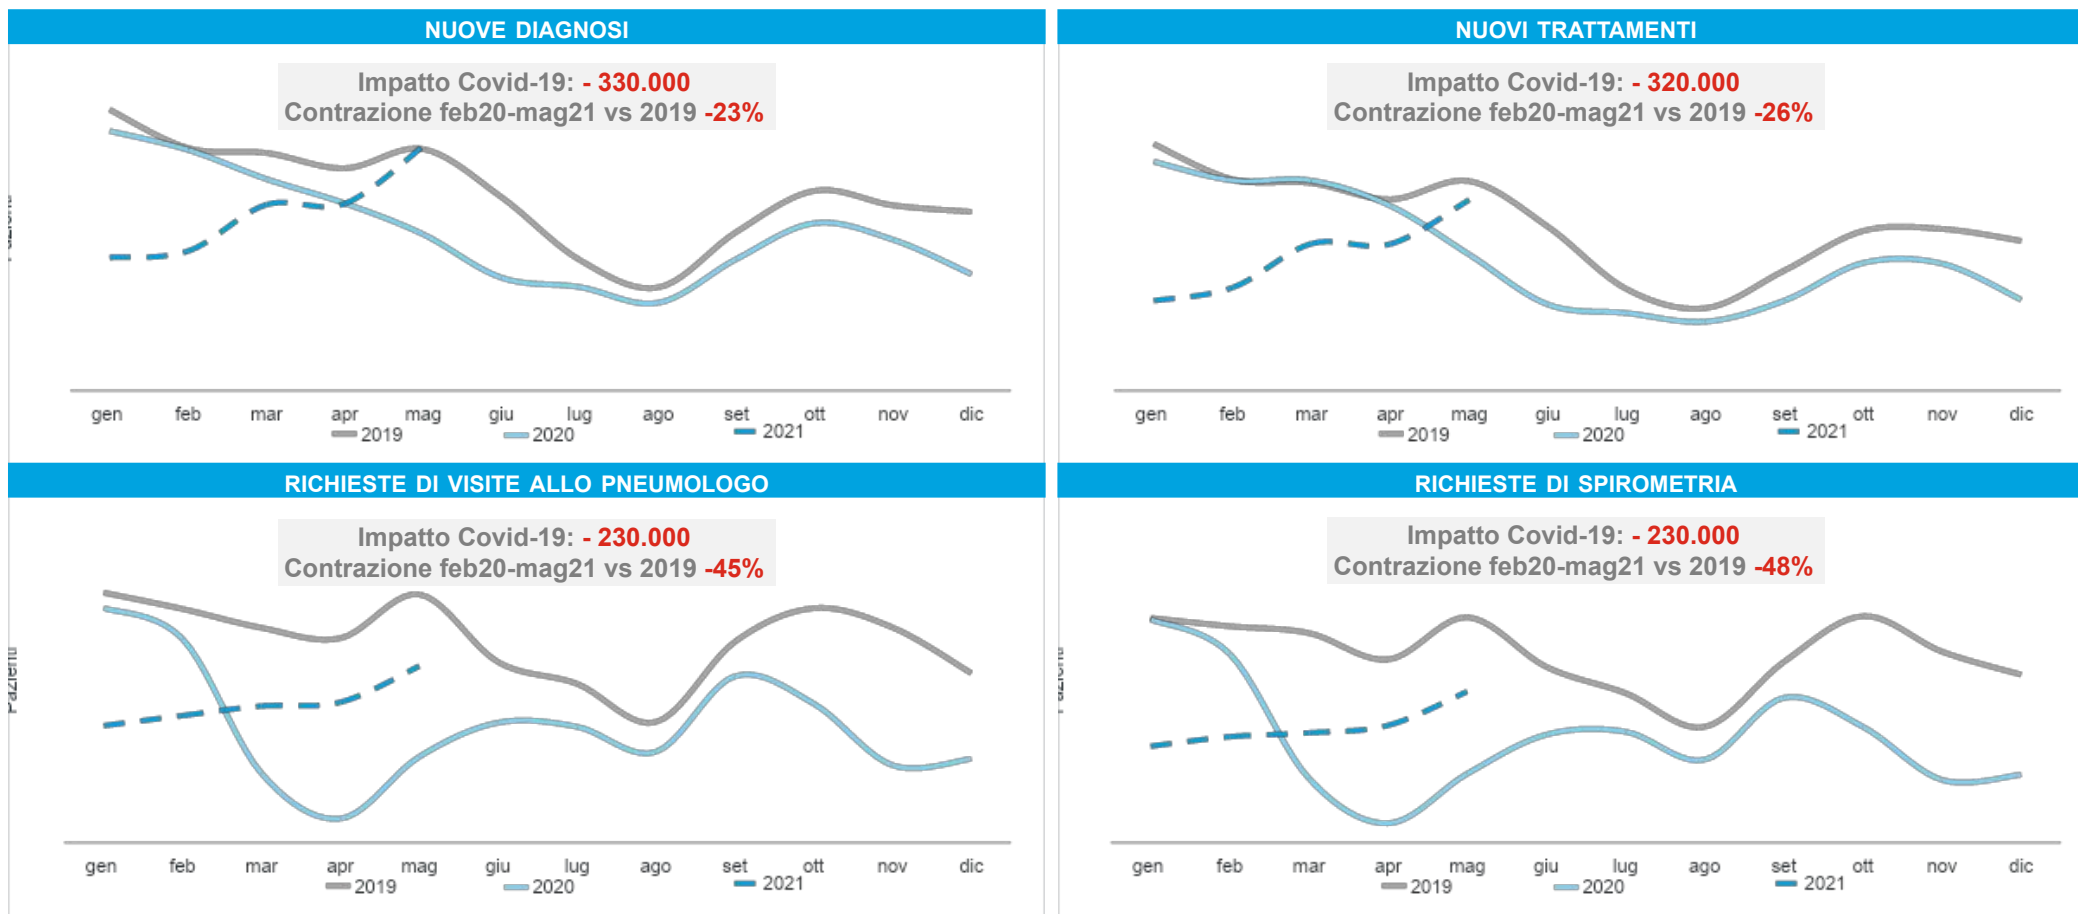 NUOVE DIAGNOSI
Impatto Covid-19: - 330.000
Contrazione feb20-mag21 vs 2019 -23%
gen feb mar apr mag giu lug ago set ott nov dic
2019 2020 2021
NUOVI TRATTAMENTI
Impatto Covid-19: - 320.000
Contrazione feb20-mag21 vs 2019 -26%
gen feb mar apr mag giu lug ago set ott nov dic
2019 2020 2021
RICHIESTE DI VISITE ALLO PNEUMOLOGO
Impatto Covid-19: - 230.000
Contrazione feb20-mag21 vs 2019 -45%
Pazienti
gen feb mar apr mag giu lug ago set ott nov dic
2019 2020 2021
RICHIESTE DI SPIROMETRIA
Impatto Covid-19: - 230.000
Contrazione feb20-mag21 vs 2019 -48%
gen feb mar apr mag giu lug ago set ott nov dic
2019 2020 2021